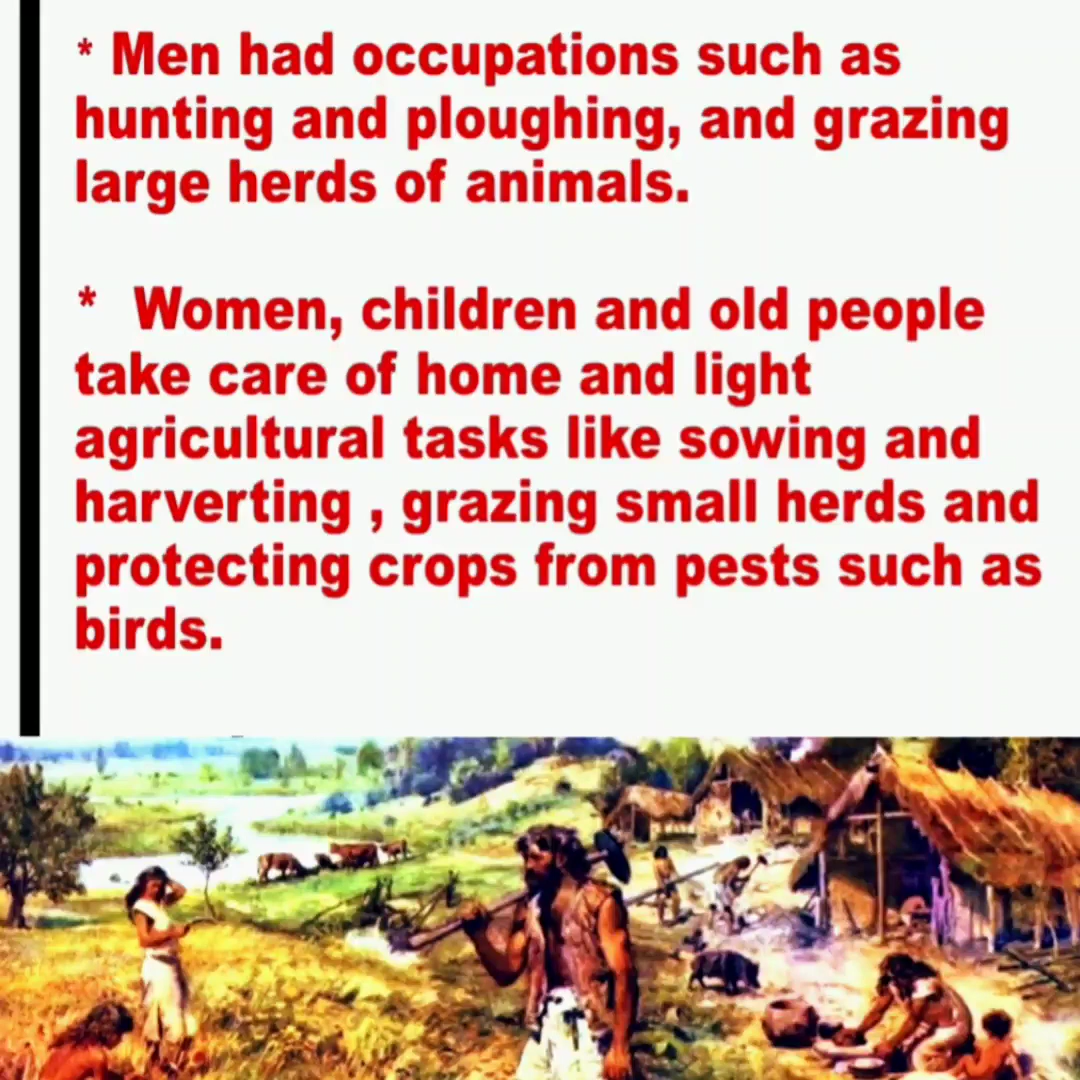 * Men had occupations such as
hunting and ploughing, and grazing
large herds of animals.
* Women, children and old people
take care of home and light
agricultural tasks like sowing and
harverting , grazing small herds and
protecting crops from pests such as
birds.